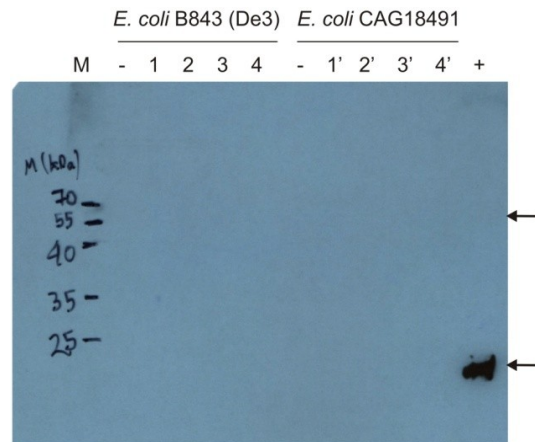 E. coli B843 (De3) E. coli CAG18491
M - 1 2 3 4 - 1’ 2’ 3’ 4’ +
M (kDa)
70
55
40
35
25